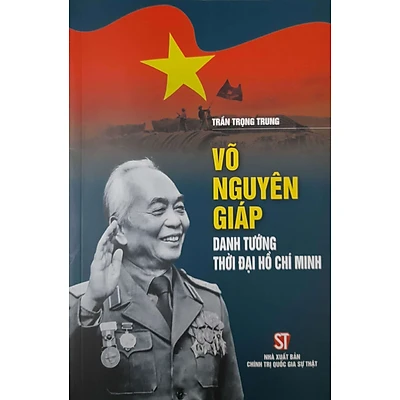 TRẦN TRỌNG TRUNG
VÕ
NGUYÊN
GIÁP
DANH TƯỚNG
THỜI ĐẠI HỒ CHÍ MINH
ST
NHÀ XUẤT BẢN
CHÍNH TRỊ QUỐC GIA SỰ THẬT